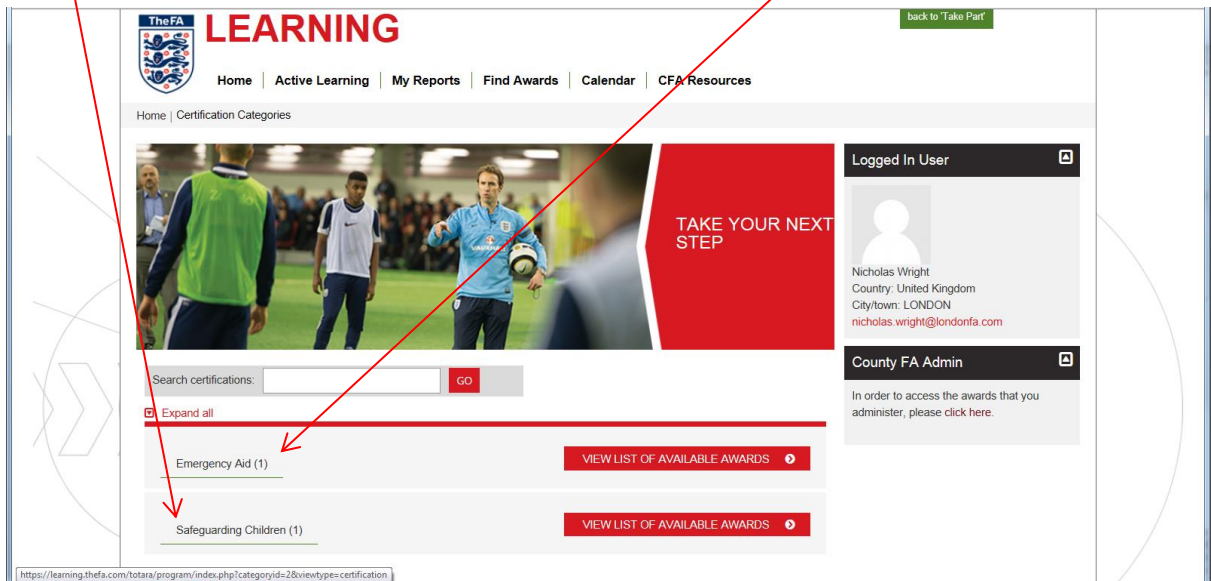 TheFA
LEARNING
back to 'Take Part'
Home | Active Learning | My Reports | Find Awards | Calendar | CFA Resources
Home | Certification Categories
TAKE YOUR NEXT
STEP
Logged In User
Nicholas Wright
Country: United Kingdom
City/town: LONDON
nicholas.wright@londonfa.com
County FA Admin
In order to access the awards that you
administer, please click here.
Search certifications:
GO
Expand all
Emergency Aid (1)
VIEW LIST OF AVAILABLE AWARDS
Safeguarding Children (1)
VIEW LIST OF AVAILABLE AWARDS
https://learning.thefa.com/totara/program/index.php?categoryid=2&viewtype=certification